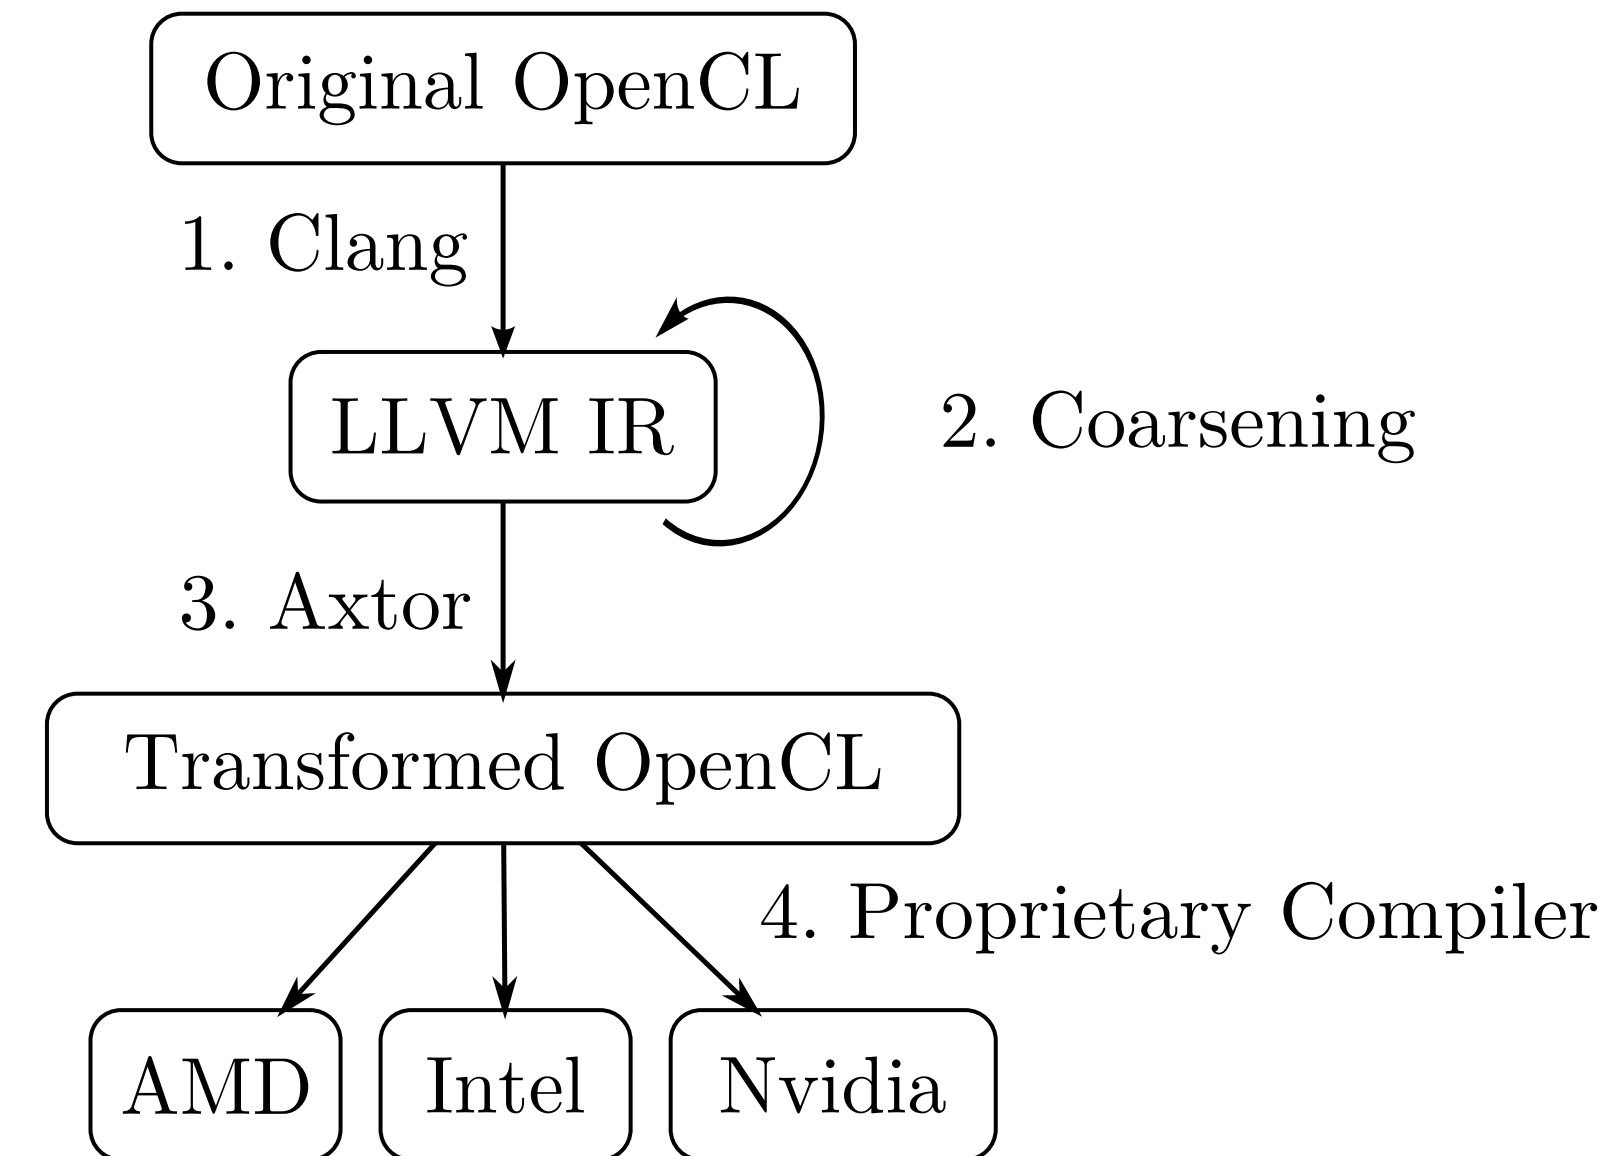 Original OpenCL
1. Clang
LLVM IR
2. Coarsening
3. Axtor
Transformed OpenCL
4. Proprietary Compiler
AMD
Intel
Nvidia